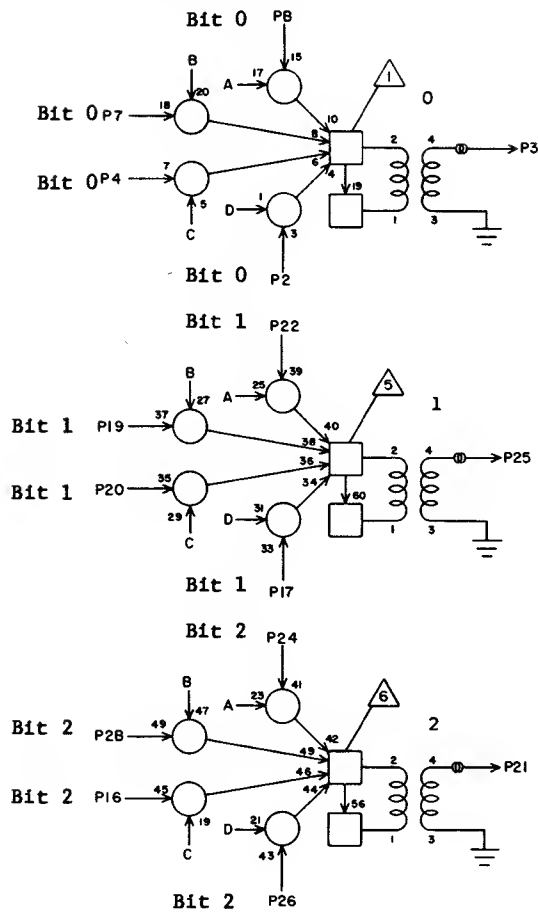 Bit 0 P8
15
B A 17 1
20 10 0
Bit 0 P7 18 8 2 4 P3
7 6
Bit 0 P4 4 19
5 D 1 3 1 3
C
Bit 0 P2
Bit 1 P22
39
B A 25 5
27 40 1
Bit 1 P19 37 38 2 4 P25
35 36
Bit 1 P20 34 60
29 D 31 1 3
C 33
Bit 1 P17
Bit 2 P24
41
B A 23 6
47 42 2
Bit 2 P28 49 49 2 4 P21
46
Bit 2 P16 45 44 56
19 D 21 1 3
C 43
Bit 2 P26